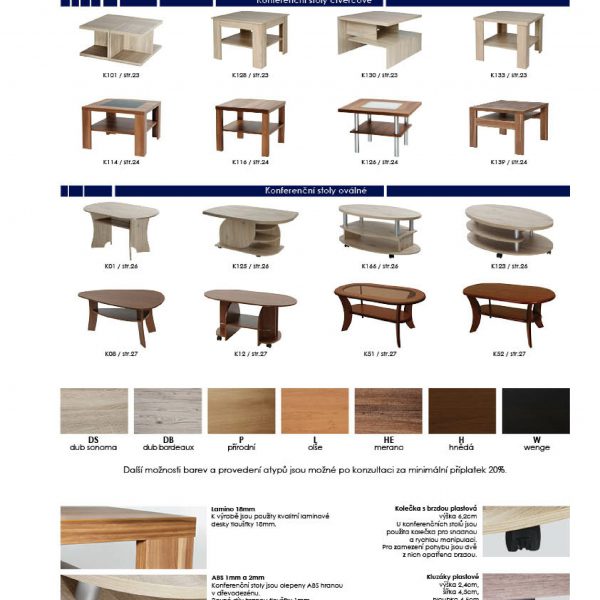 Konferenční stoly čtvercové
K101 / str.23
K128 / str.23
K130 / str.23
K133 / str.23
K114 / str.24
K116 / str.24
K126 / str.24
K139 / str.24
Konferenční stoly oválné
K01 / str.26
K125 / str.26
K166 / str.26
K123 / str.26
K08 / str.27
K12 / str.27
K51 / str.27
K52 / str.27
DS
dub sonoma
DB
dub bardeaux
P
přírodní
L
olše
HE
merano
H
hnědá
W
wenge
Další možnosti barev a provedení atypů jsou možné po konzultaci za minimální příplatek 20%.
Lamino 18mm
K výrobě jsou použity kvalitní laminové
desky tloušťky 18mm.
Kolečka s brzdou plastová
výška 6,2cm
U konferenčních stolů jsou
použita kolečka pro snadnou
a rychlou manipulaci.
Pro zamezení pohybu jsou dvě
z nich opatřena brzdou.
ABS 1mm a 2mm
Konferenční stoly jsou olepeny ABS hranou
v dřevodezénu.
Kluzáky plastové
výška 2,4cm,
šířka 4,5cm,